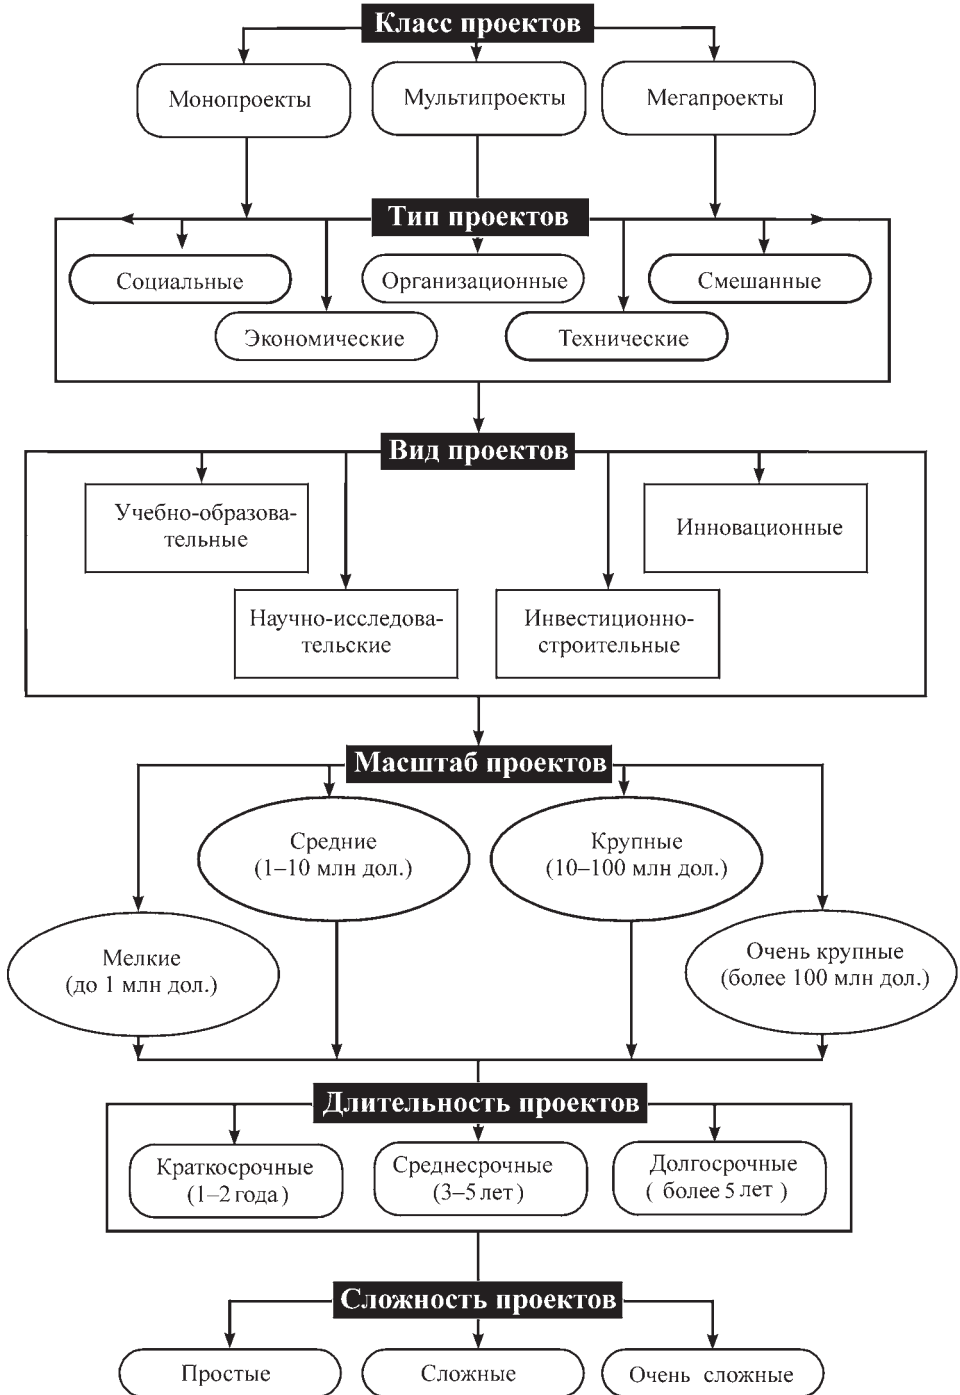 Класс проектов
Монопроекты
Мультипроекты
Мегапроекты
Тип проектов
Социальные
Организационные
Смешанные
Экономические
Технические
Вид проектов
Учебно-образова-
тельные
Инновационные
Научно-исследова-
тельские
Инвестиционно-
строительные
Масштаб проектов
Средние
(1–10 млн дол.)
Крупные
(10–100 млн дол.)
Мелкие
(до 1 млн дол.)
Очень крупные
(более 100 млн дол.)
Длительность проектов
Краткосрочные
(1–2 года)
Среднесрочные
(3–5 лет)
Долгосрочные
( более 5 лет )
Сложность проектов
Простые
Сложные
Очень сложные